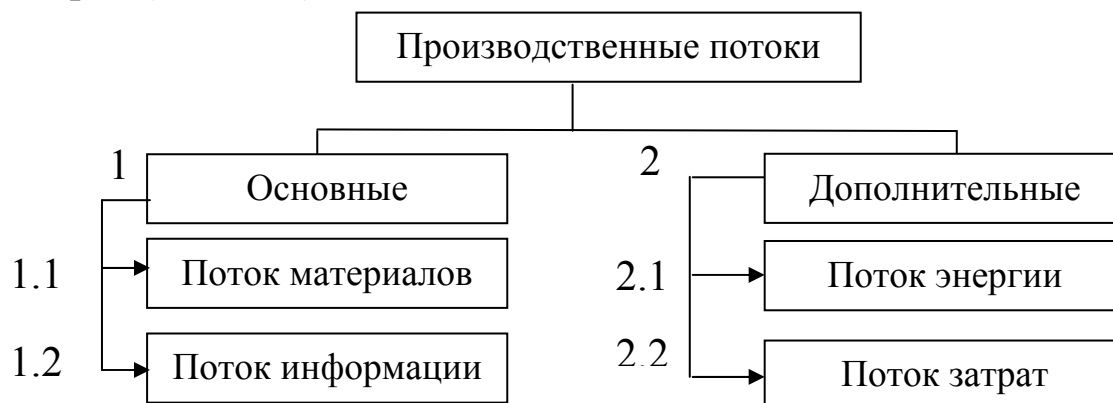 Производственные потоки
1
Основные
2
Дополнительные
1.1
Поток материалов
2.1
Поток энергии
1.2
Поток информации
2.2
Поток затрат